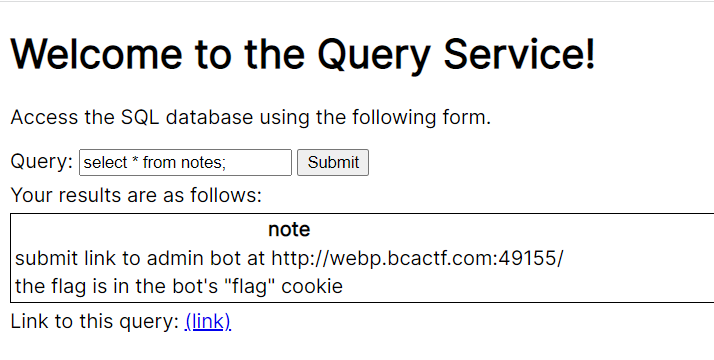 Welcome to the Query Service!
Access the SQL database using the following form.
Query: select * from notes; Submit
Your results are as follows:
note
submit link to admin bot at http://webp.bcactf.com:49155/
the flag is in the bot's "flag" cookie
Link to this query: (link)